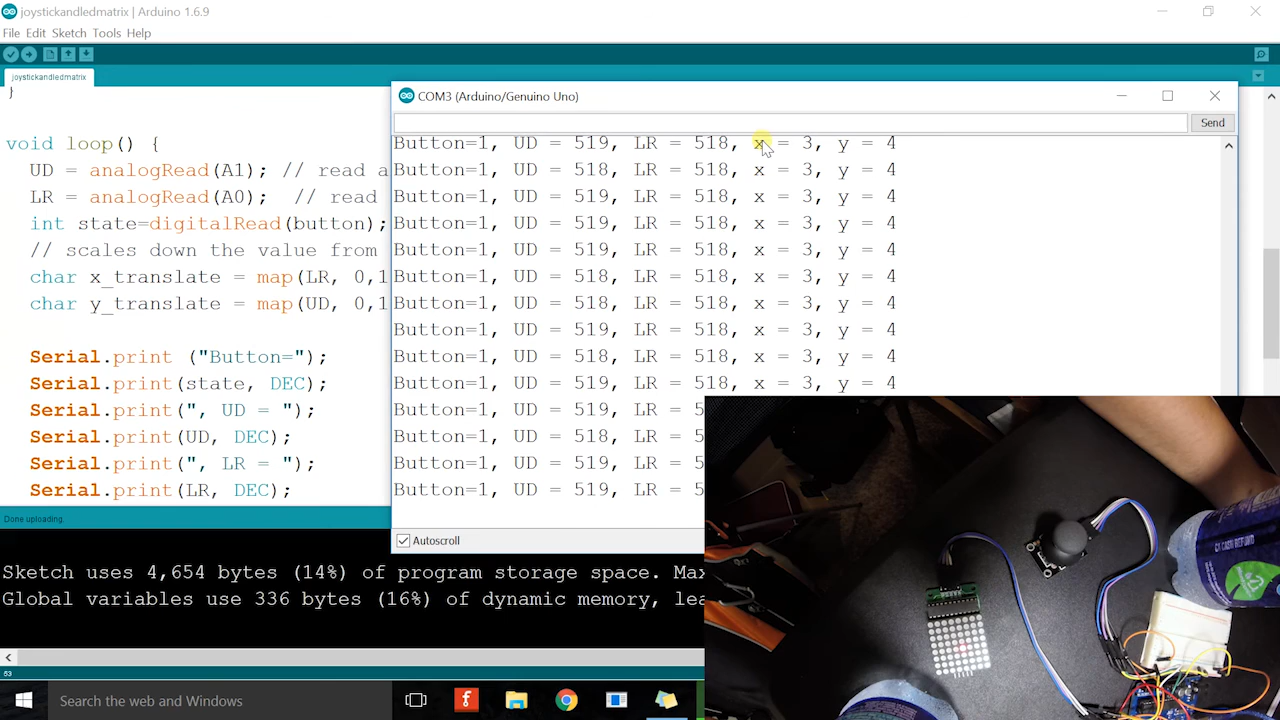 joystickandledmatrix | Arduino 1.6.9
File Edit Sketch Tools Help
joystickandledmatrix
}
void loop() {
UD = analogRead(A1); // read a
LR = analogRead(A0); // read
int state=digitalRead(button);
// scales down the value from
char x_translate = map(LR, 0,1
char y_translate = map(UD, 0,1
Serial.print ("Button=");
Serial.print(state, DEC);
Serial.print(", UD = ");
Serial.print(UD, DEC);
Serial.print(", LR = ");
Serial.print(LR, DEC);
Done uploading.
Sketch uses 4,654 bytes (14%) of program storage space. Max
Global variables use 336 bytes (16%) of dynamic memory, lea
53
COM3 (Arduino/Genuino Uno)
Send
Button=1, UD = 519, LR = 518, x = 3, y = 4
Button=1, UD = 518, LR = 518, x = 3, y = 4
Button=1, UD = 519, LR = 518, x = 3, y = 4
Button=1, UD = 519, LR = 518, x = 3, y = 4
Button=1, UD = 519, LR = 518, x = 3, y = 4
Button=1, UD = 518, LR = 518, x = 3, y = 4
Button=1, UD = 518, LR = 518, x = 3, y = 4
Button=1, UD = 519, LR = 518, x = 3, y = 4
Button=1, UD = 518, LR = 518, x = 3, y = 4
Button=1, UD = 519, LR = 518, x = 3, y = 4
Button=1, UD = 519, LR = 5
Button=1, UD = 518, LR = 5
Button=1, UD = 519, LR = 5
Button=1, UD = 519, LR = 5
Autoscroll
Search the web and Windows